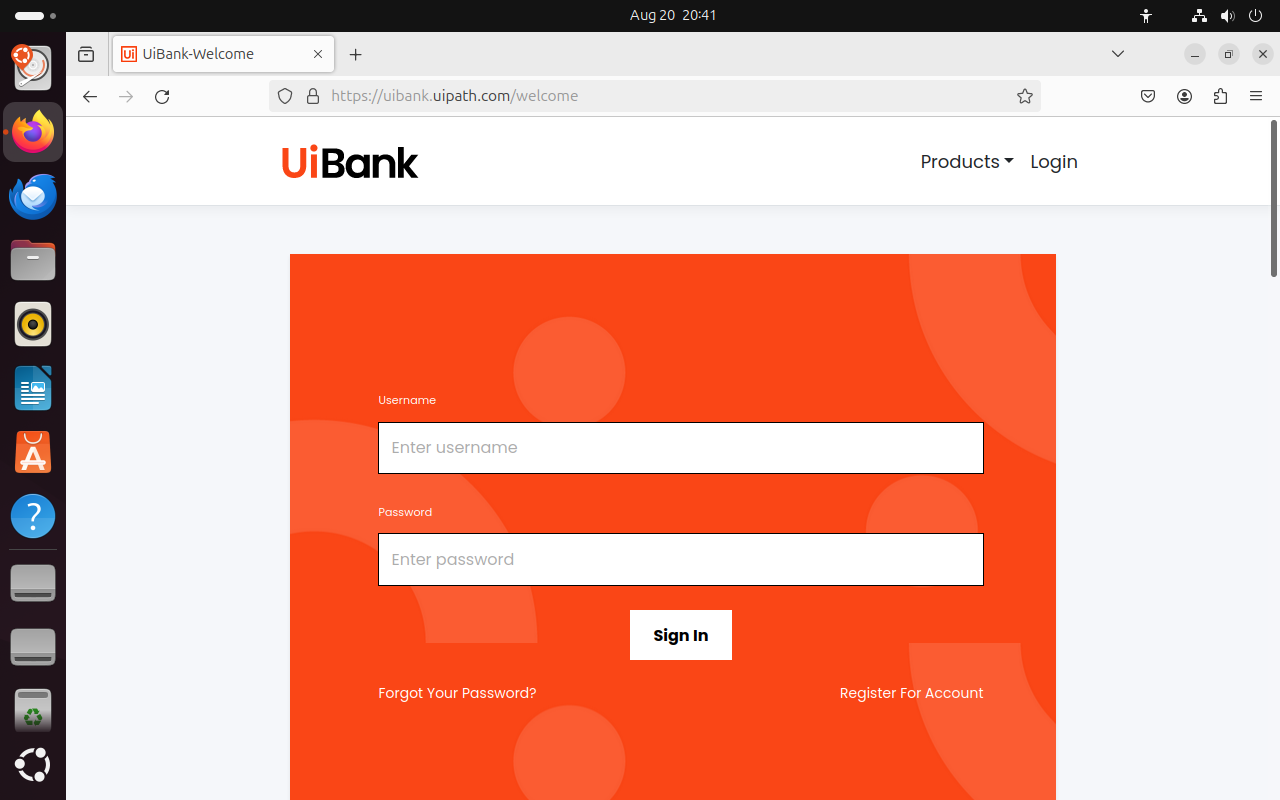 Aug 20 20:41
UiBank-Welcome
https://uibank.uipath.com/welcome
UiBank
Products
Login
Username
Enter username
Password
Enter password
Sign In
Forgot Your Password?
Register For Account